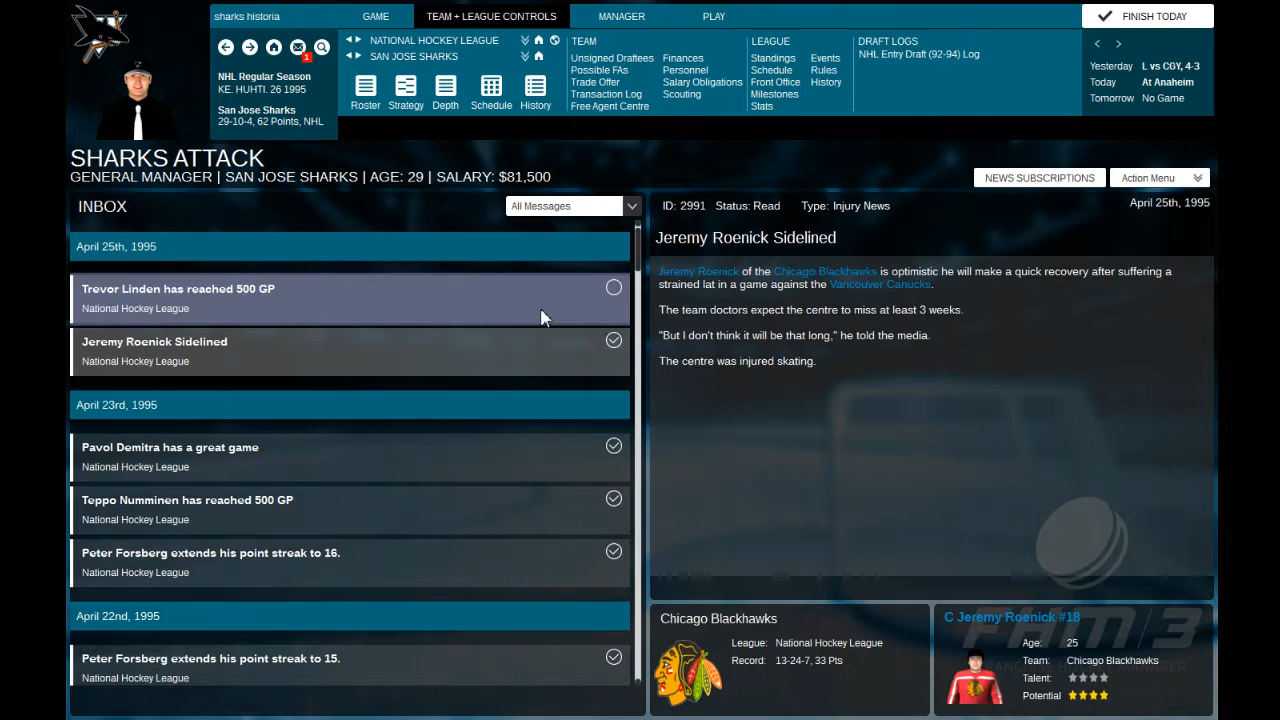 sharks historia
GAME
TEAM + LEAGUE CONTROLS
MANAGER
PLAY
FINISH TODAY
1
NHL Regular Season
KE. HUHTI. 26 1995
San Jose Sharks
29-10-4, 62 Points, NHL
NATIONAL HOCKEY LEAGUE
SAN JOSE SHARKS
Roster
Strategy
Depth
Schedule
History
TEAM
Unsigned Draftees
Possible FAs
Trade Offer
Transaction Log
Free Agent Centre
Finances
Personnel
Salary Obligations
Scouting
LEAGUE
Standings
Schedule
Front Office
Milestones
Stats
Events
Rules
History
DRAFT LOGS
NHL Entry Draft (92-94) Log
Yesterday L vs CGY, 4-3
Today At Anaheim
Tomorrow No Game
SHARKS ATTACK
GENERAL MANAGER | SAN JOSE SHARKS | AGE: 29 | SALARY: $81,500
NEWS SUBSCRIPTIONS
Action Menu
INBOX
All Messages
April 25th, 1995
Trevor Linden has reached 500 GP
National Hockey League
Jeremy Roenick Sidelined
National Hockey League
April 23rd, 1995
Pavol Demitra has a great game
National Hockey League
Teppo Numminen has reached 500 GP
National Hockey League
Peter Forsberg extends his point streak to 16.
National Hockey League
April 22nd, 1995
Peter Forsberg extends his point streak to 15.
National Hockey League
ID: 2991 Status: Read Type: Injury News
April 25th, 1995
Jeremy Roenick Sidelined
Jeremy Roenick of the Chicago Blackhawks is optimistic he will make a quick recovery after suffering a
strained lat in a game against the Vancouver Canucks.
The team doctors expect the centre to miss at least 3 weeks.
"But I don't think it will be that long," he told the media.
The centre was injured skating.
Chicago Blackhawks
League: National Hockey League
Record: 13-24-7, 33 Pts
C Jeremy Roenick #18
Age: 25
Team: Chicago Blackhawks
Talent:
Potential
FHM 3
FRANCHISE HOCKEY MANAGER